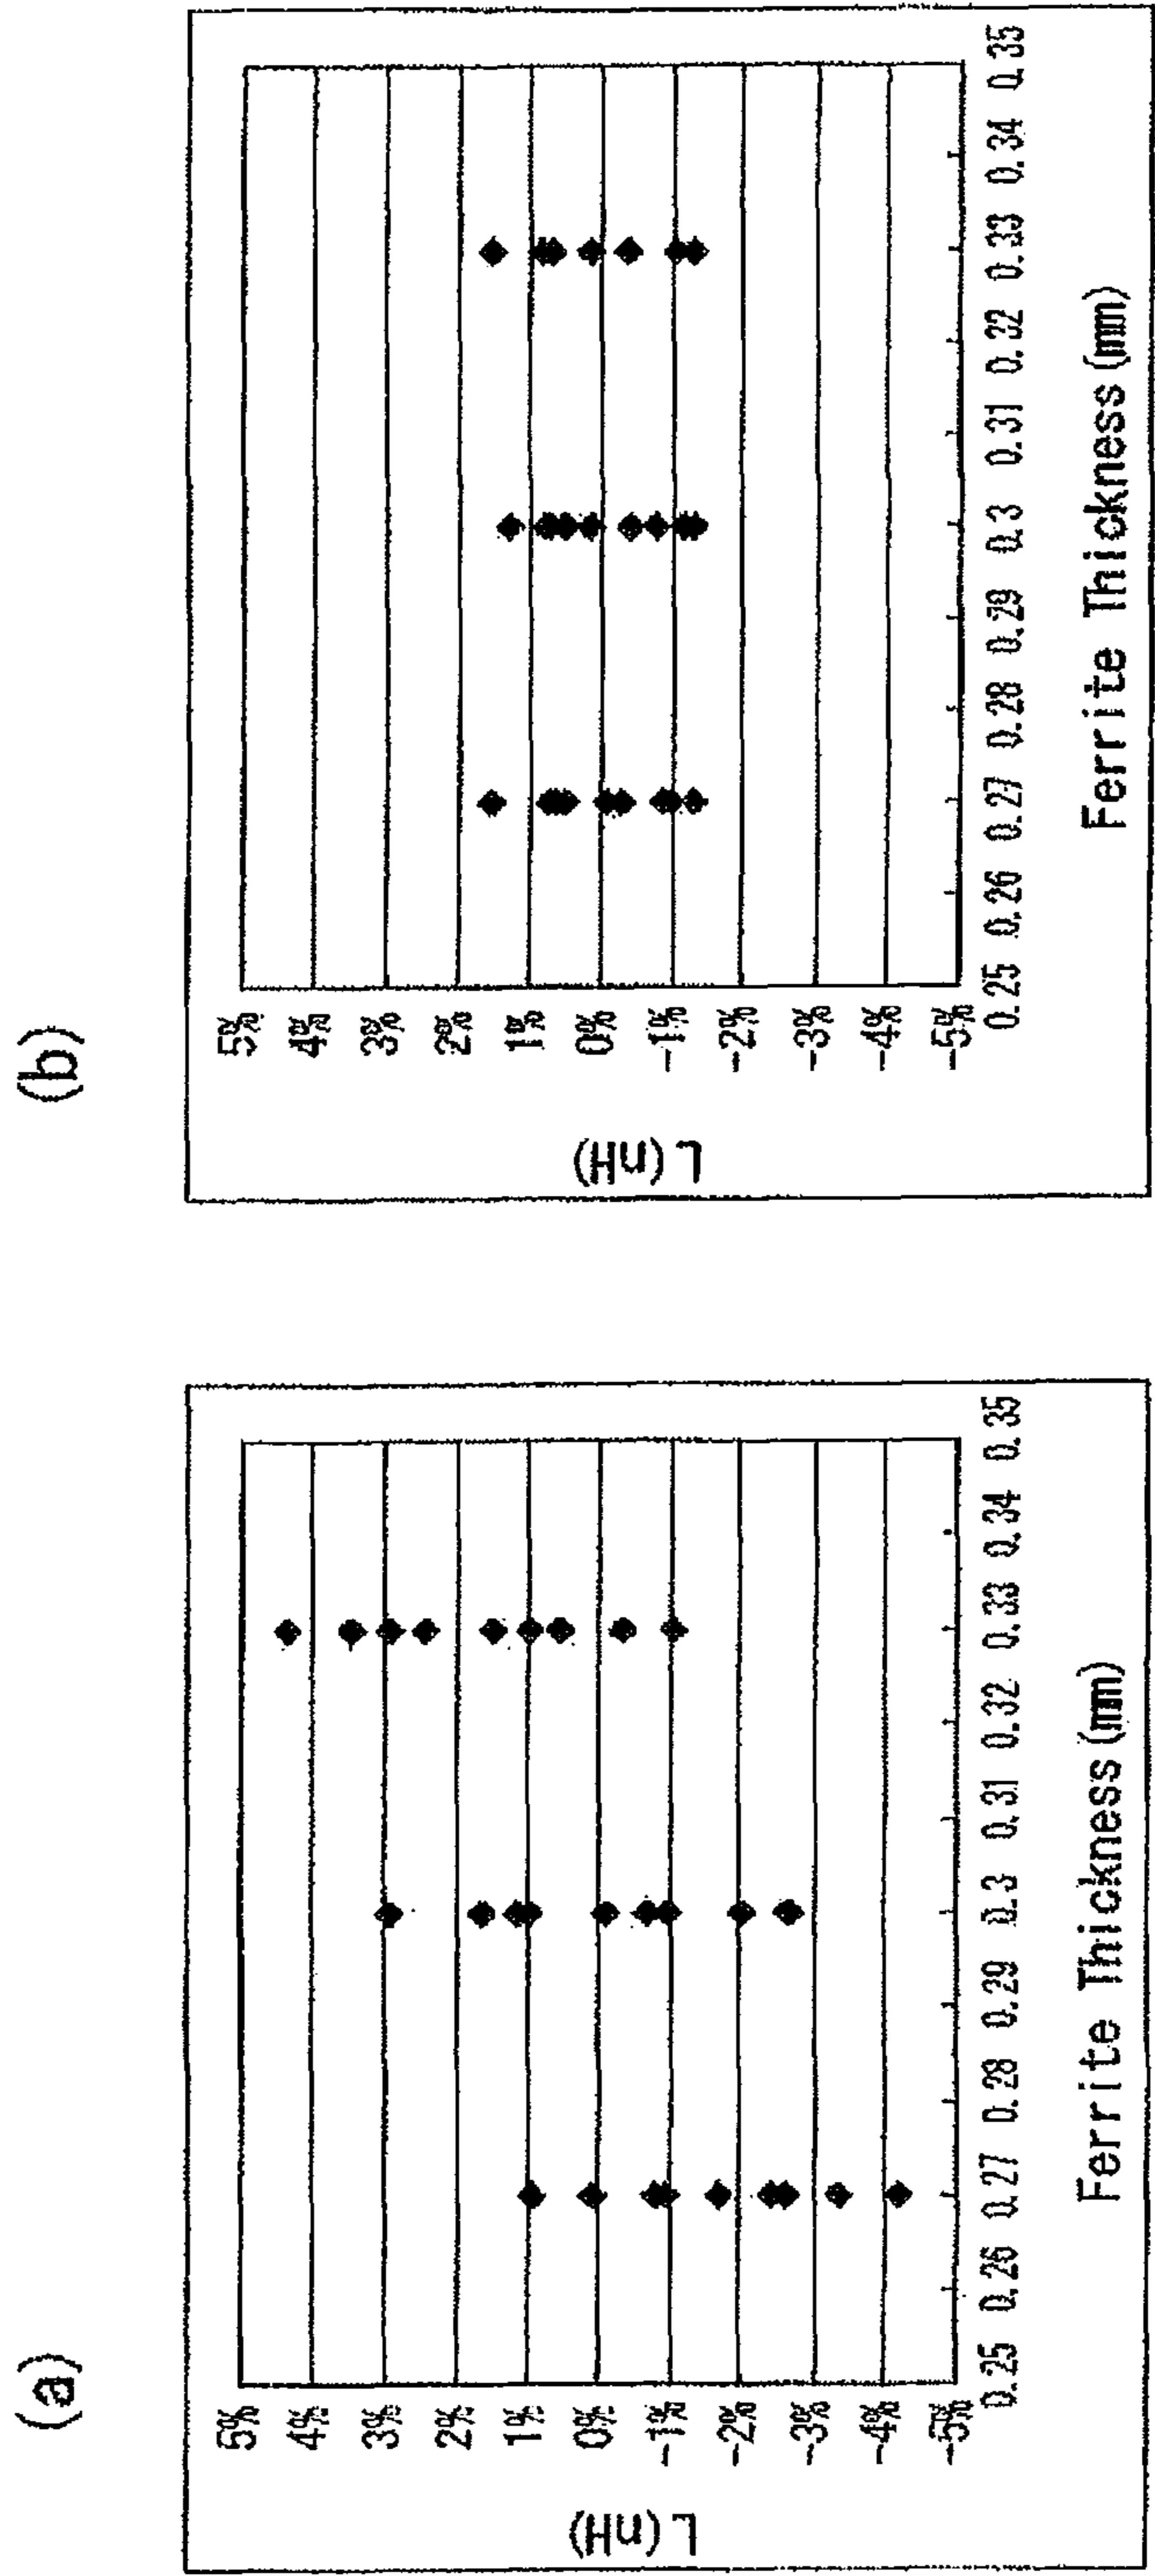 (a)
5%
4%
3%
2%
1%
0%
-1%
-2%
-3%
-4%
-5%
L(nH)
0.25 0.26 0.27 0.28 0.29 0.3 0.31 0.32 0.33 0.34 0.35
Ferrite Thickness(mm)
(b)
5%
4%
3%
2%
1%
0%
-1%
-2%
-3%
-4%
-5%
L(nH)
0.25 0.26 0.27 0.28 0.29 0.3 0.31 0.32 0.33 0.34 0.35
Ferrite Thickness(mm)